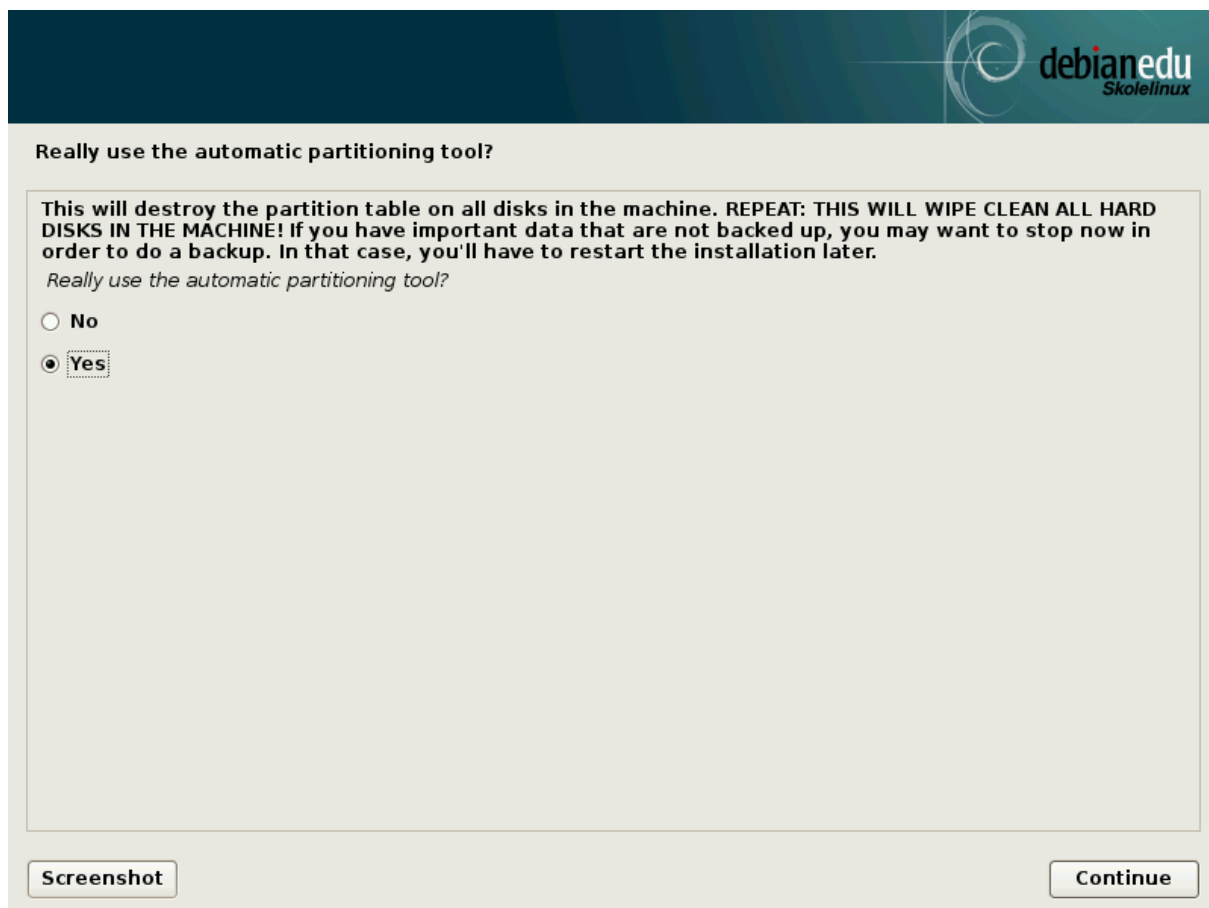 debianedu
Skolelinux
Really use the automatic partitioning tool?
This will destroy the partition table on all disks in the machine. REPEAT: THIS WILL WIPE CLEAN ALL HARD
DISKS IN THE MACHINE! If you have important data that are not backed up, you may want to stop now in
order to do a backup. In that case, you'll have to restart the installation later.
Really use the automatic partitioning tool?
No
Yes
Screenshot
Continue